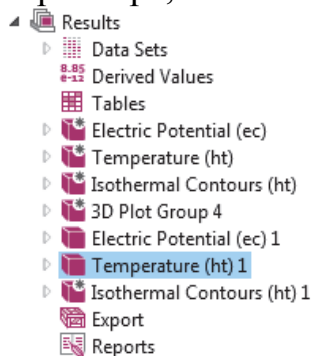 Results
Data Sets
8.85
e-12 Derived Values
Tables
Electric Potential (ec)
Temperature (ht)
Isothermal Contours (ht)
3D Plot Group 4
Electric Potential (ec) 1
Temperature (ht) 1
Isothermal Contours (ht) 1
Export
Reports